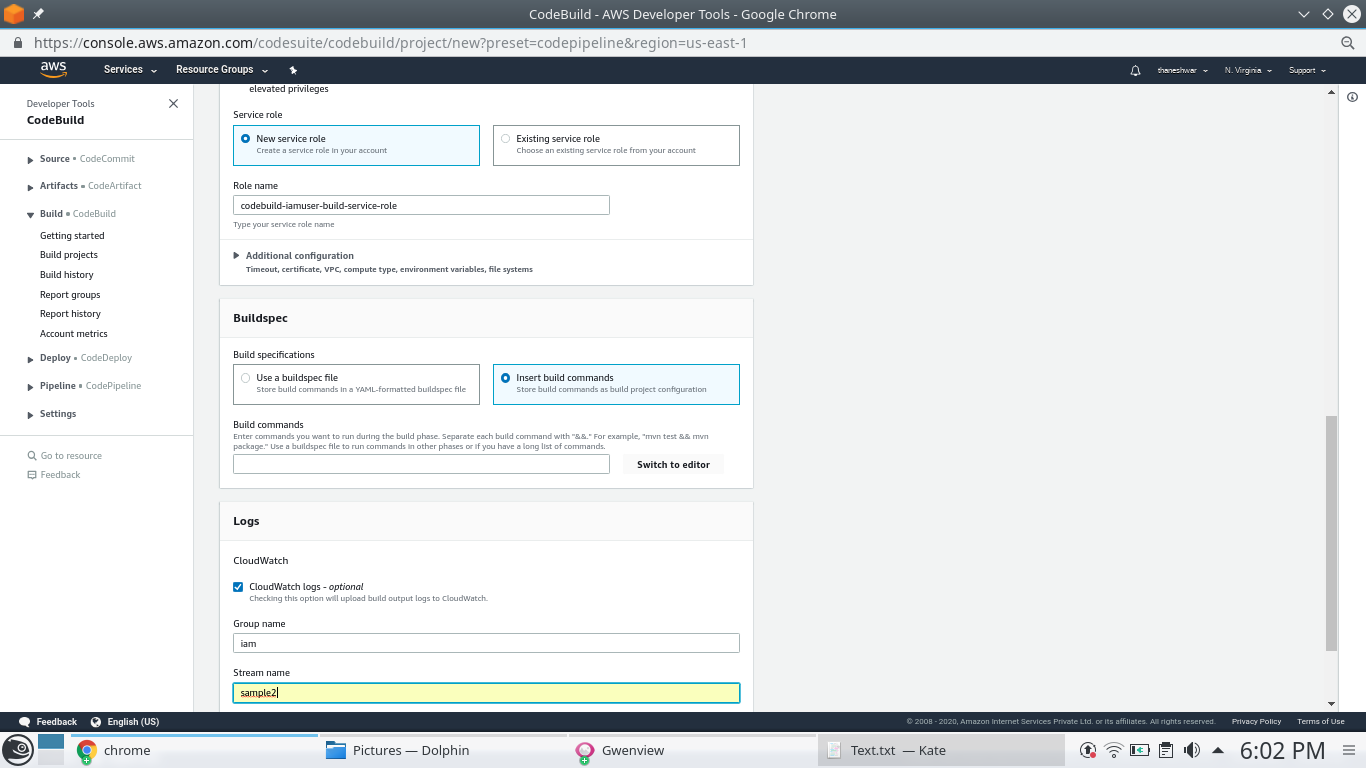 CodeBuild - AWS Developer Tools - Google Chrome
https://console.aws.amazon.com/codesuite/codebuild/project/new?preset=codepipeline&region=us-east-1
aws Services Resource Groups thaneshwar N. Virginia Support
Developer Tools
CodeBuild
Source • CodeCommit
Artifacts • CodeArtifact
Build • CodeBuild
Getting started
Build projects
Build history
Report groups
Report history
Account metrics
Deploy • CodeDeploy
Pipeline • CodePipeline
Settings
Go to resource
Feedback
elevated privileges
Service role
New service role
Create a service role in your account
Existing service role
Choose an existing service role from your account
Role name
codebuild-iamuser-build-service-role
Type your service role name
Additional configuration
Timeout, certificate, VPC, compute type, environment variables, file systems
Buildspec
Build specifications
Use a buildspec file
Store build commands in a YAML-formatted buildspec file
Insert build commands
Store build commands as build project configuration
Build commands
Enter commands you want to run during the build phase. Separate each build command with "&&." For example, "mvn test && mvn
package." Use a buildspec file to run commands in other phases or if you have a long list of commands.
Switch to editor
Logs
CloudWatch
CloudWatch logs - optional
Checking this option will upload build output logs to CloudWatch.
Group name
iam
Stream name
sample2
Feedback English (US) © 2008 - 2020, Amazon Internet Services Private Ltd. or its affiliates. All rights reserved. Privacy Policy Terms of Use
chrome Pictures — Dolphin Gwenview Text.txt — Kate 6:02 PM